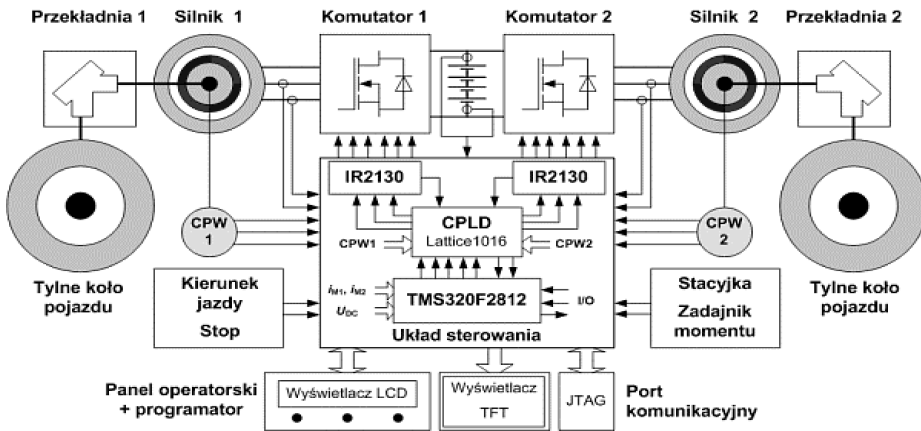 Przekładnia 1
Silnik 1
Komutator 1
Komutator 2
Silnik 2
Przekładnia 2
IR2130
IR2130
CPLD
Lattice1016
CPW1
CPW2
CPW
1
CPW
2
Tylne koło
pojazdu
Tylne koło
pojazdu
Kierunek
jazdy
Stop
iM1, iM2
UDC
TMS320F2812
I/O
Układ sterowania
Stacyjka
Zadajnik
momentu
Panel operatorski
+ programator
Wyświetlacz LCD
Wyświetlacz
TFT
JTAG
Port
komunikacyjny